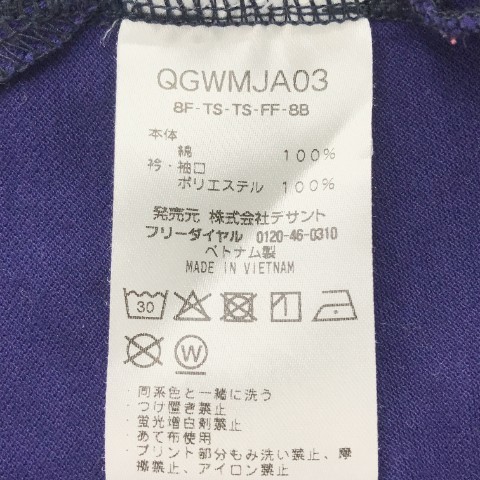 QGWMJA03
8F-TS-TS-FF-8B
本体
綿 100%
衿・袖口
ポリエステル 100%
発売元 株式会社デサント
フリーダイヤル 0120-46-0310
ベトナム製
MADE IN VIETNAM
30
W
・同系色と一緒に洗う
・つけ置き禁止
・蛍光増白剤禁止
・あて布使用
・プリント部分もみ洗い禁止、摩
擦禁止、アイロン禁止